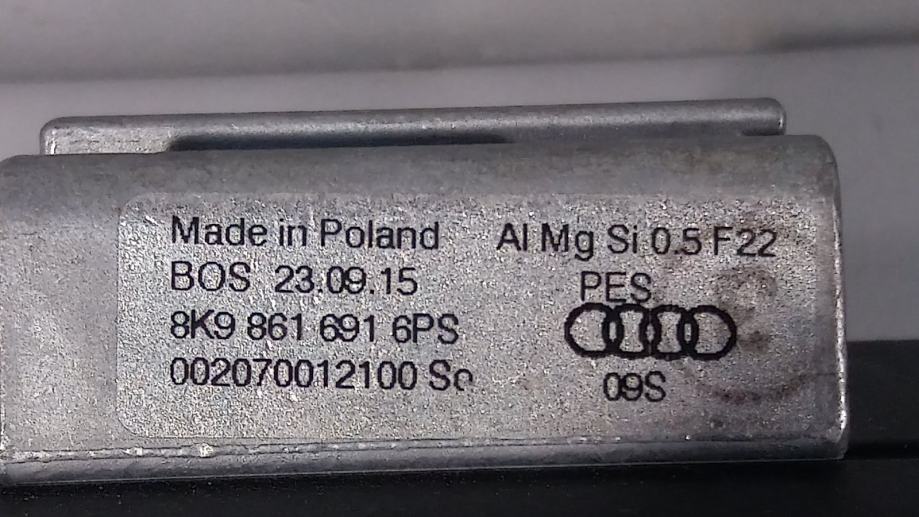 Made in Poland
BOS 23.09.15
8K9 861 691 6PS
002070012100 So
Al Mg Si 0.5 F22
PES
09S